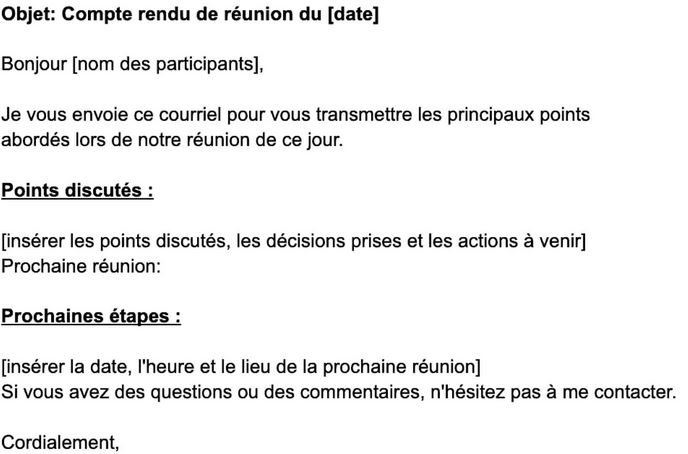 Objet: Compte rendu de réunion du [date]
Bonjour [nom des participants],
Je vous envoie ce courriel pour vous transmettre les principaux points
abordés lors de notre réunion de ce jour.
Points discutés :
[insérer les points discutés, les décisions prises et les actions à venir]
Prochaine réunion:
Prochaines étapes :
[insérer la date, l'heure et le lieu de la prochaine réunion]
Si vous avez des questions ou des commentaires, n'hésitez pas à me contacter.
Cordialement,